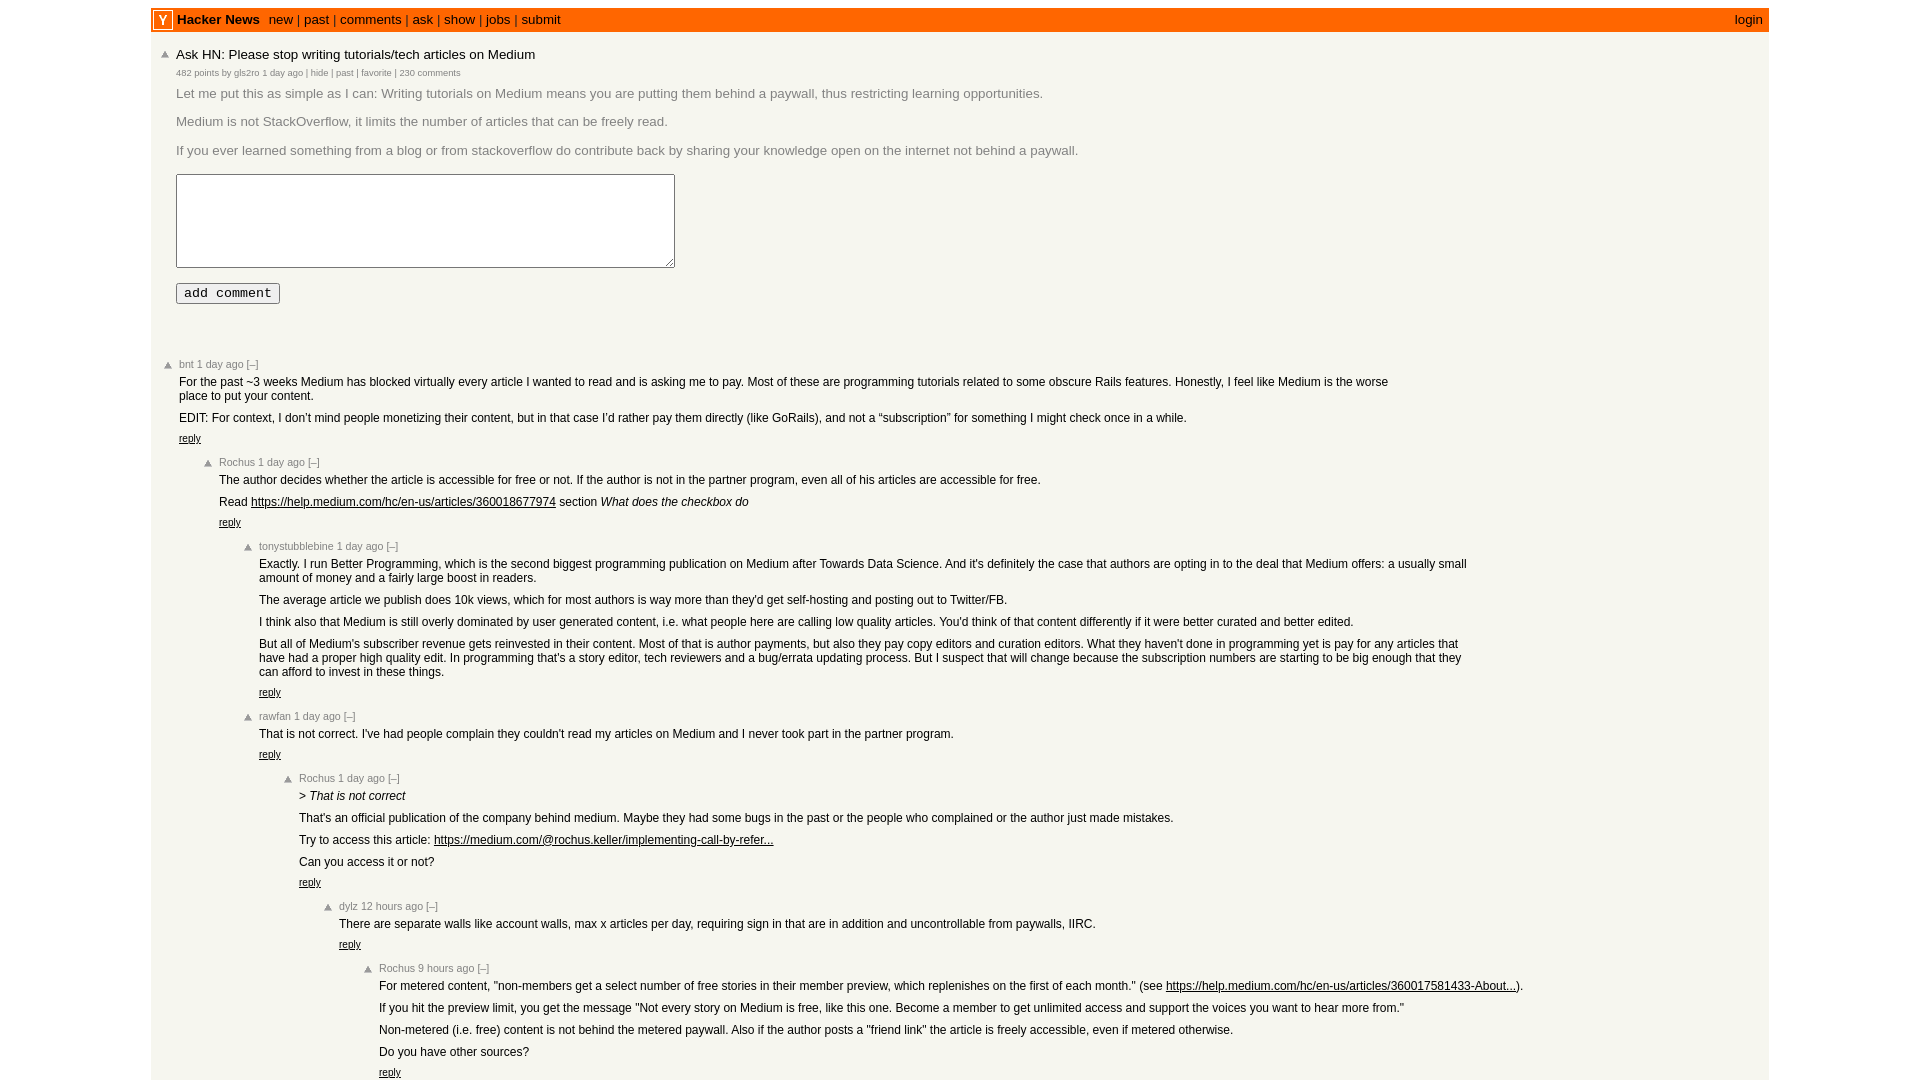 Y Hacker News new | past | comments | ask | show | jobs | submit login
Ask HN: Please stop writing tutorials/tech articles on Medium
482 points by gls2ro 1 day ago | hide | past | favorite | 230 comments
Let me put this as simple as I can: Writing tutorials on Medium means you are putting them behind a paywall, thus restricting learning opportunities.
Medium is not StackOverflow, it limits the number of articles that can be freely read.
If you ever learned something from a blog or from stackoverflow do contribute back by sharing your knowledge open on the internet not behind a paywall.
add comment
bnt 1 day ago [–]
For the past ~3 weeks Medium has blocked virtually every article I wanted to read and is asking me to pay. Most of these are programming tutorials related to some obscure Rails features. Honestly, I feel like Medium is the worse
place to put your content.
EDIT: For context, I don’t mind people monetizing their content, but in that case I’d rather pay them directly (like GoRails), and not a “subscription” for something I might check once in a while.
reply
Rochus 1 day ago [–]
The author decides whether the article is accessible for free or not. If the author is not in the partner program, even all of his articles are accessible for free.
Read https://help.medium.com/hc/en-us/articles/360018677974 section What does the checkbox do
reply
tonystubblebine 1 day ago [–]
Exactly. I run Better Programming, which is the second biggest programming publication on Medium after Towards Data Science. And it's definitely the case that authors are opting in to the deal that Medium offers: a usually small
amount of money and a fairly large boost in readers.
The average article we publish does 10k views, which for most authors is way more than they'd get self-hosting and posting out to Twitter/FB.
I think also that Medium is still overly dominated by user generated content, i.e. what people here are calling low quality articles. You'd think of that content differently if it were better curated and better edited.
But all of Medium's subscriber revenue gets reinvested in their content. Most of that is author payments, but also they pay copy editors and curation editors. What they haven't done in programming yet is pay for any articles that
have had a proper high quality edit. In programming that's a story editor, tech reviewers and a bug/errata updating process. But I suspect that will change because the subscription numbers are starting to be big enough that they
can afford to invest in these things.
reply
rawfan 1 day ago [–]
That is not correct. I've had people complain they couldn't read my articles on Medium and I never took part in the partner program.
reply
Rochus 1 day ago [–]
> That is not correct
That's an official publication of the company behind medium. Maybe they had some bugs in the past or the people who complained or the author just made mistakes.
Try to access this article: https://medium.com/@rochus.keller/implementing-call-by-refer...
Can you access it or not?
reply
dylz 12 hours ago [–]
There are separate walls like account walls, max x articles per day, requiring sign in that are in addition and uncontrollable from paywalls, IIRC.
reply
Rochus 9 hours ago [–]
For metered content, "non-members get a select number of free stories in their member preview, which replenishes on the first of each month." (see https://help.medium.com/hc/en-us/articles/360017581433-About...).
If you hit the preview limit, you get the message "Not every story on Medium is free, like this one. Become a member to get unlimited access and support the voices you want to hear more from."
Non-metered (i.e. free) content is not behind the metered paywall. Also if the author posts a "friend link" the article is freely accessible, even if metered otherwise.
Do you have other sources?
reply